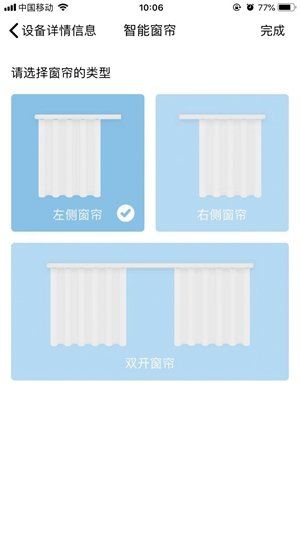 中国移动 10:06 77%
设备详情信息 智能窗帘 完成
请选择窗帘的类型
左侧窗帘 右侧窗帘
双开窗帘